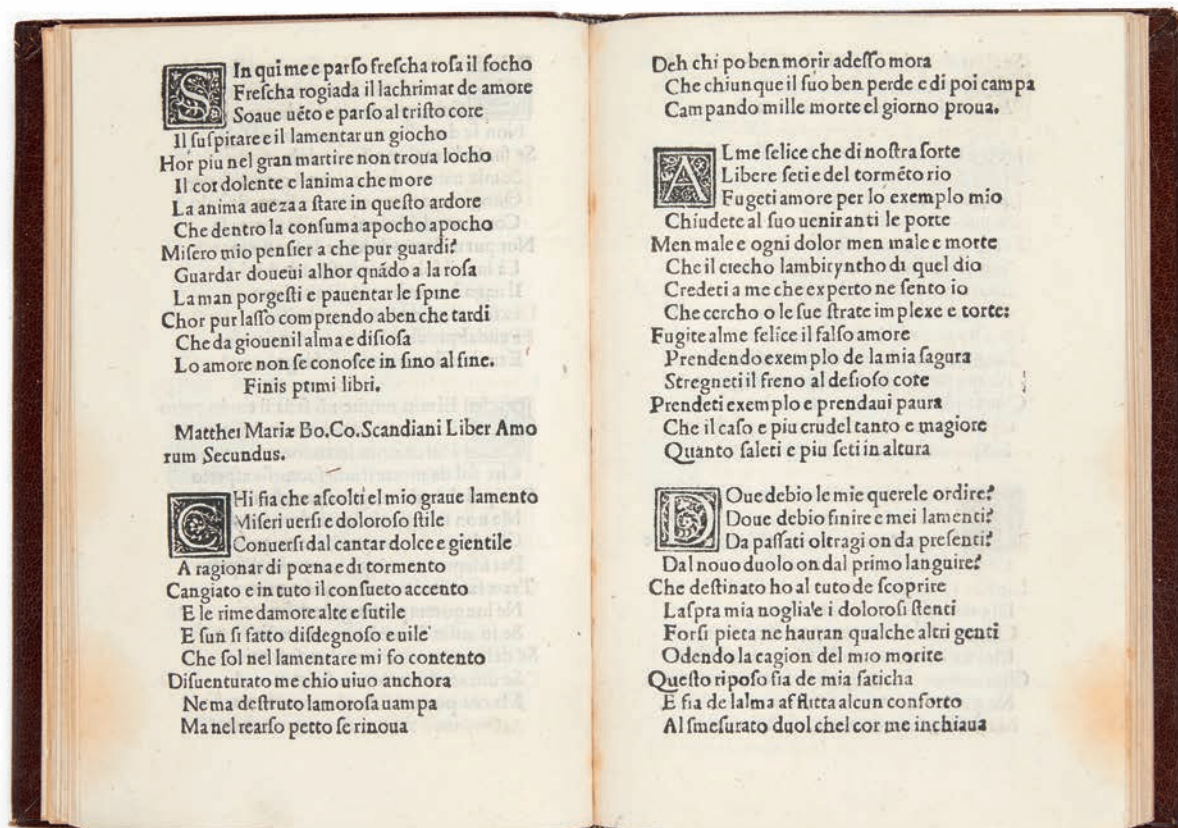 SIn qui me e parso frescha rosa il focho
Frescha rogiada il lachrimar de amore
Soaue uẽto e parso al tristo core
Il suspirare e il lamentar un giocho
Hor piu nel gran martire non troua locho
Il cor dolente e lanima che more
La anima aueza a stare in questo ardore
Che dentro la consuma apocho apocho
Misero mio pensier a che pur guardi?
Guardar doueui alhor quãdo a la rosa
La man porgesti e pauentar le spine
Chor pur lasso comprendo aben che tardi
Che da giouenil alma e disiosa
Lo amore non se conosce in sino al fine.
Finis primi libri.
Matthei Mariæ Bo.Co.Scandiani Liber Amo
rum Secundus.
CHi fia che ascolti el mio graue lamento
Miseri uersi e doloroso stile
Conuersi dal cantar dolce e gientile
A ragionar di pœna e di tormento
Cangiato e in tuto il consueto accento
E le rime damore alte e sutile
E sun si fatto disdegnoso e uile
Che sol nel lamentare mi fo contento
Disuenturato me chio uiuo anchora
Ne ma destruto lamorosa uampa
Ma nel rearso petto se rinoua
Deh chi po ben morir adesso mora
Che chiunque il suo ben perde e di poi campa
Campando mille morte el giorno proua.
ALme felice che di nostra sorte
Libere seti e del tormẽto rio
Fugeti amore per lo exemplo mio
Chiudete al suo uenir anti le porte
Men male e ogni dolor men male e morte
Che il ciecho lambiryntho di quel dio
Credeti a me che experto ne sento io
Che cercho o le sue strate implexe e torte:
Fugite alme felice il falso amore
Prendendo exemplo de la mia sagura
Stregneti il freno al desioso core
Prendeti exemplo e prendaui paura
Che il caso e piu crudel tanto e magiore
Quanto saleti e piu seti in altura
DOue debio le mie querele ordire?
Doue debio finire e mei lamenti?
Da passati oltragi on da presenti?
Dal nouo duolo on dal primo languire?
Che destinato ho al tuto de scoprire
Laspra mia noglia e i dolorosi stenti
Forsi pieta ne hauran qualche altri genti
Odendo la cagion del mio morire
Questo riposo fia de mia faticha
E fia de lalma afflitta alcun conforto
Al smesurato duol chel cor me inchiaua